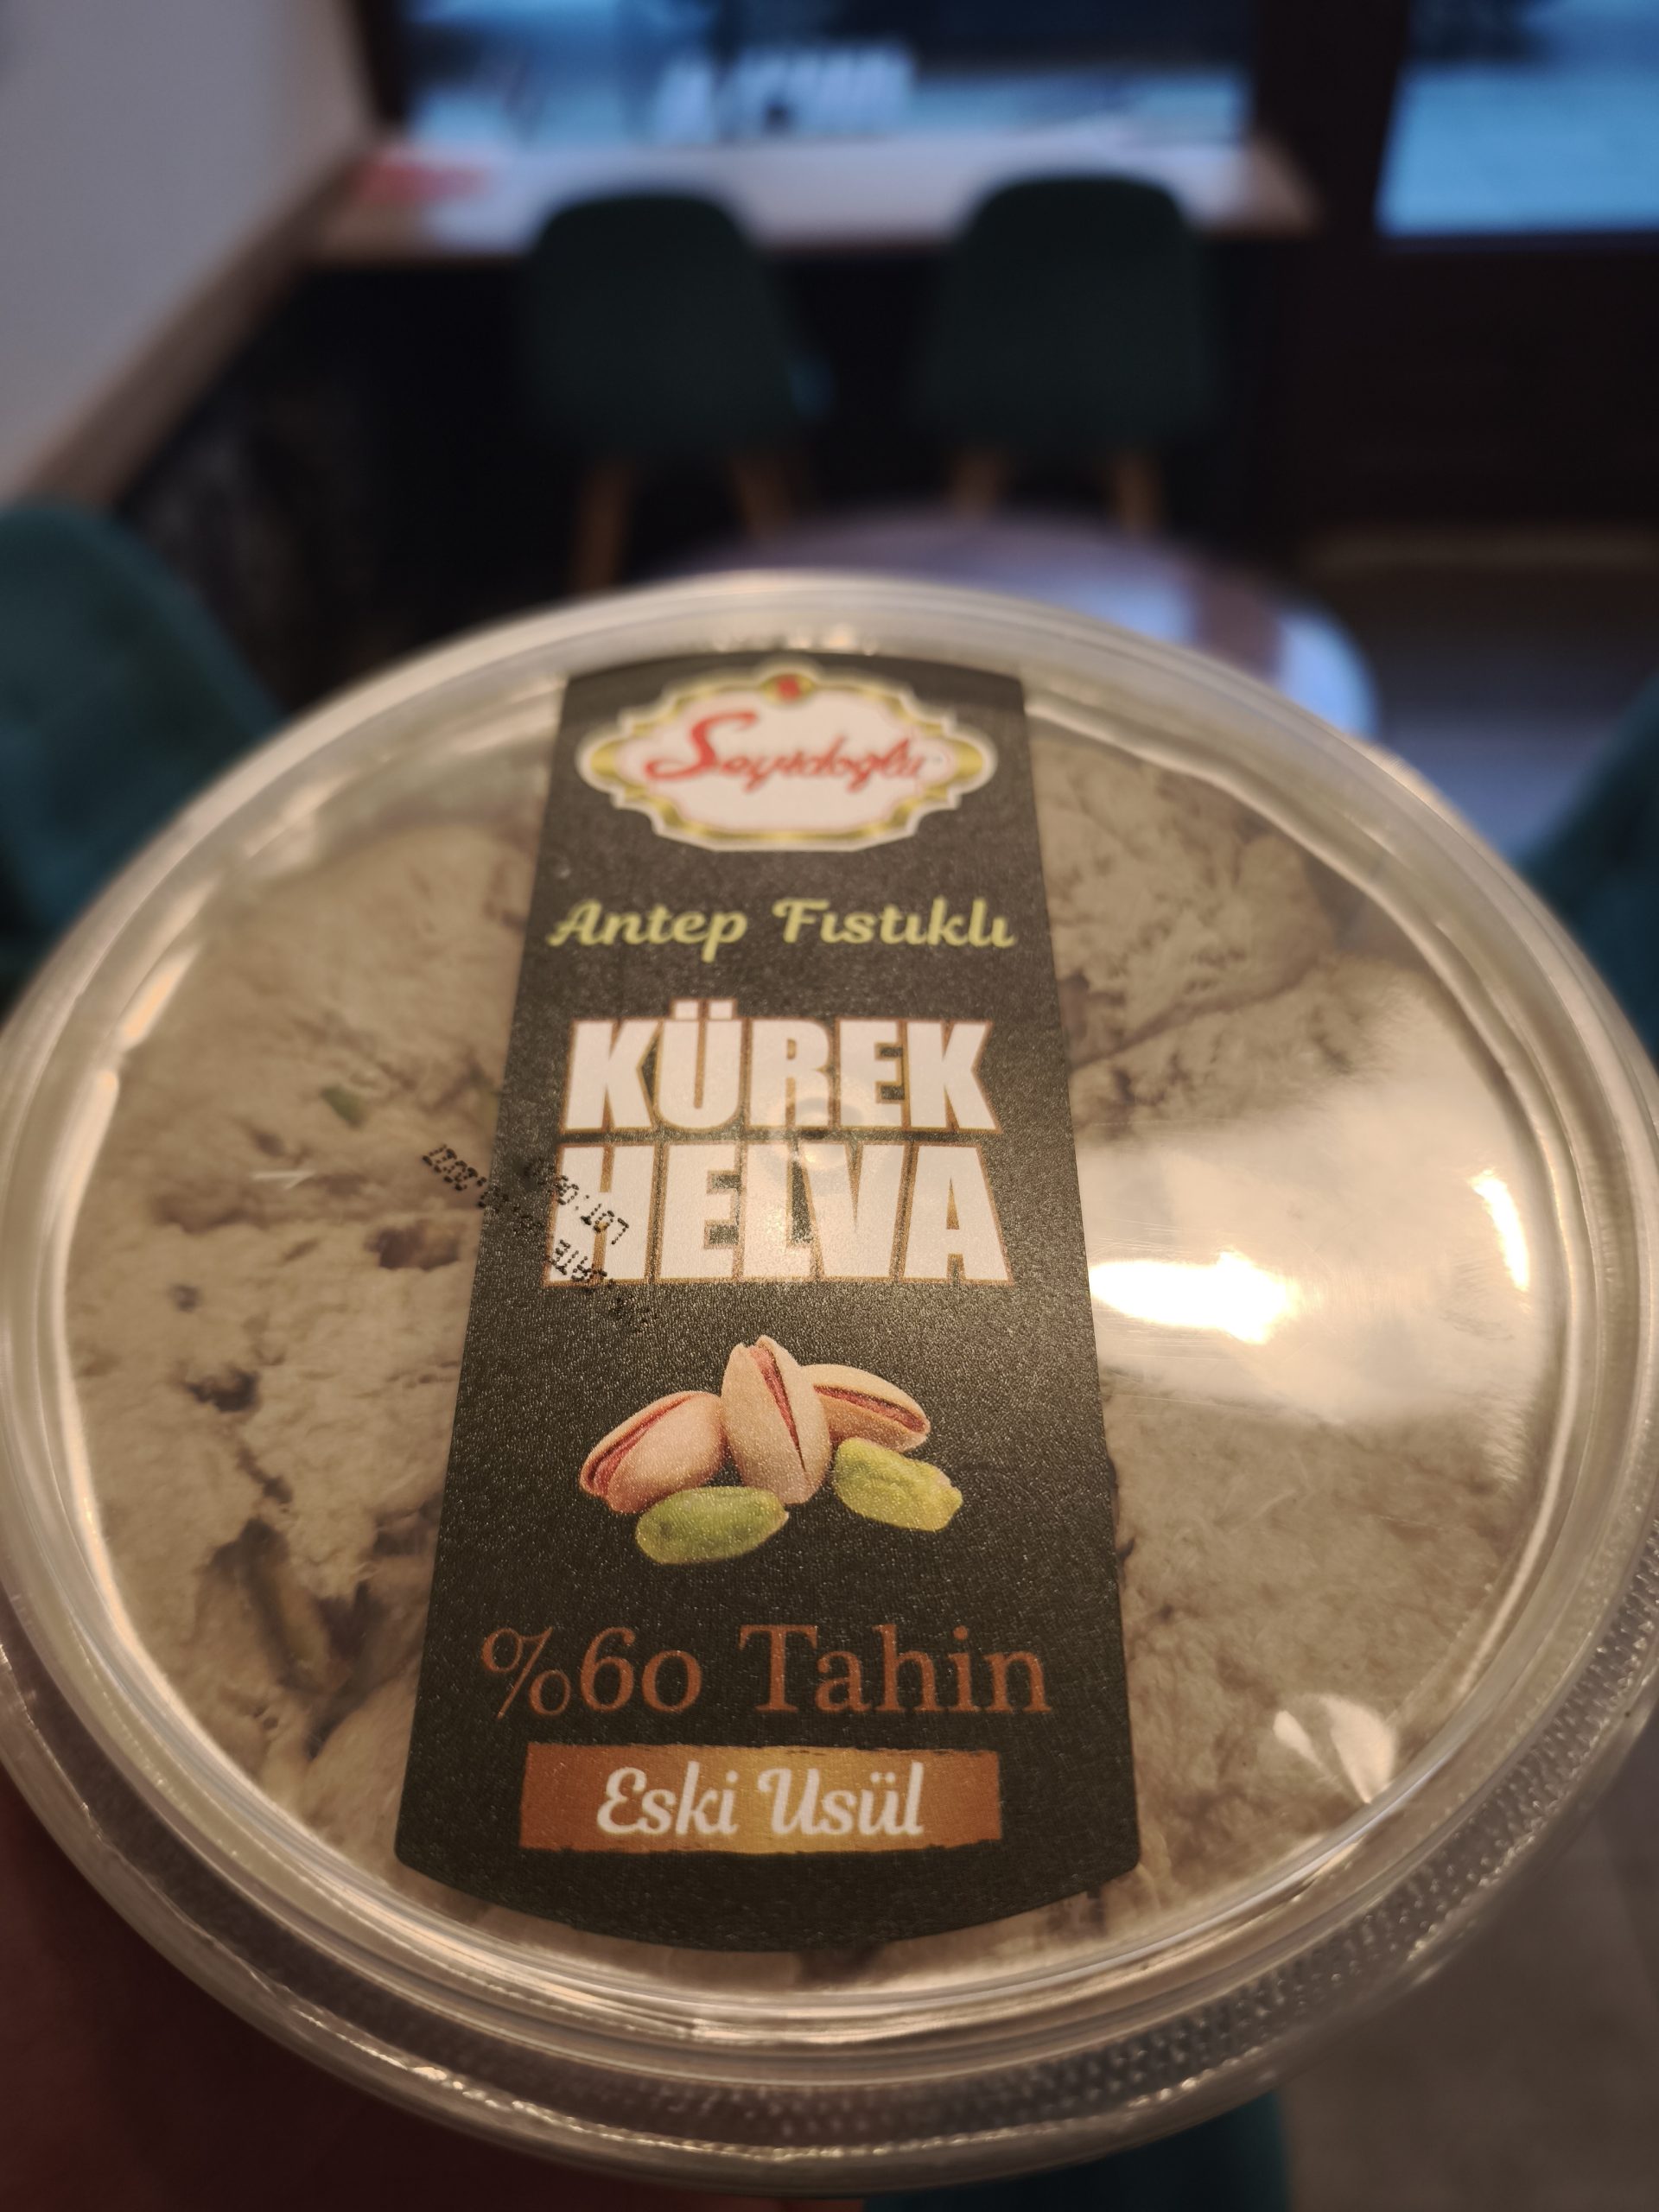 Seyidoğlu
Antep Fıstıklı
KÜREK
HELVA
%60 Tahin
Eski Usül